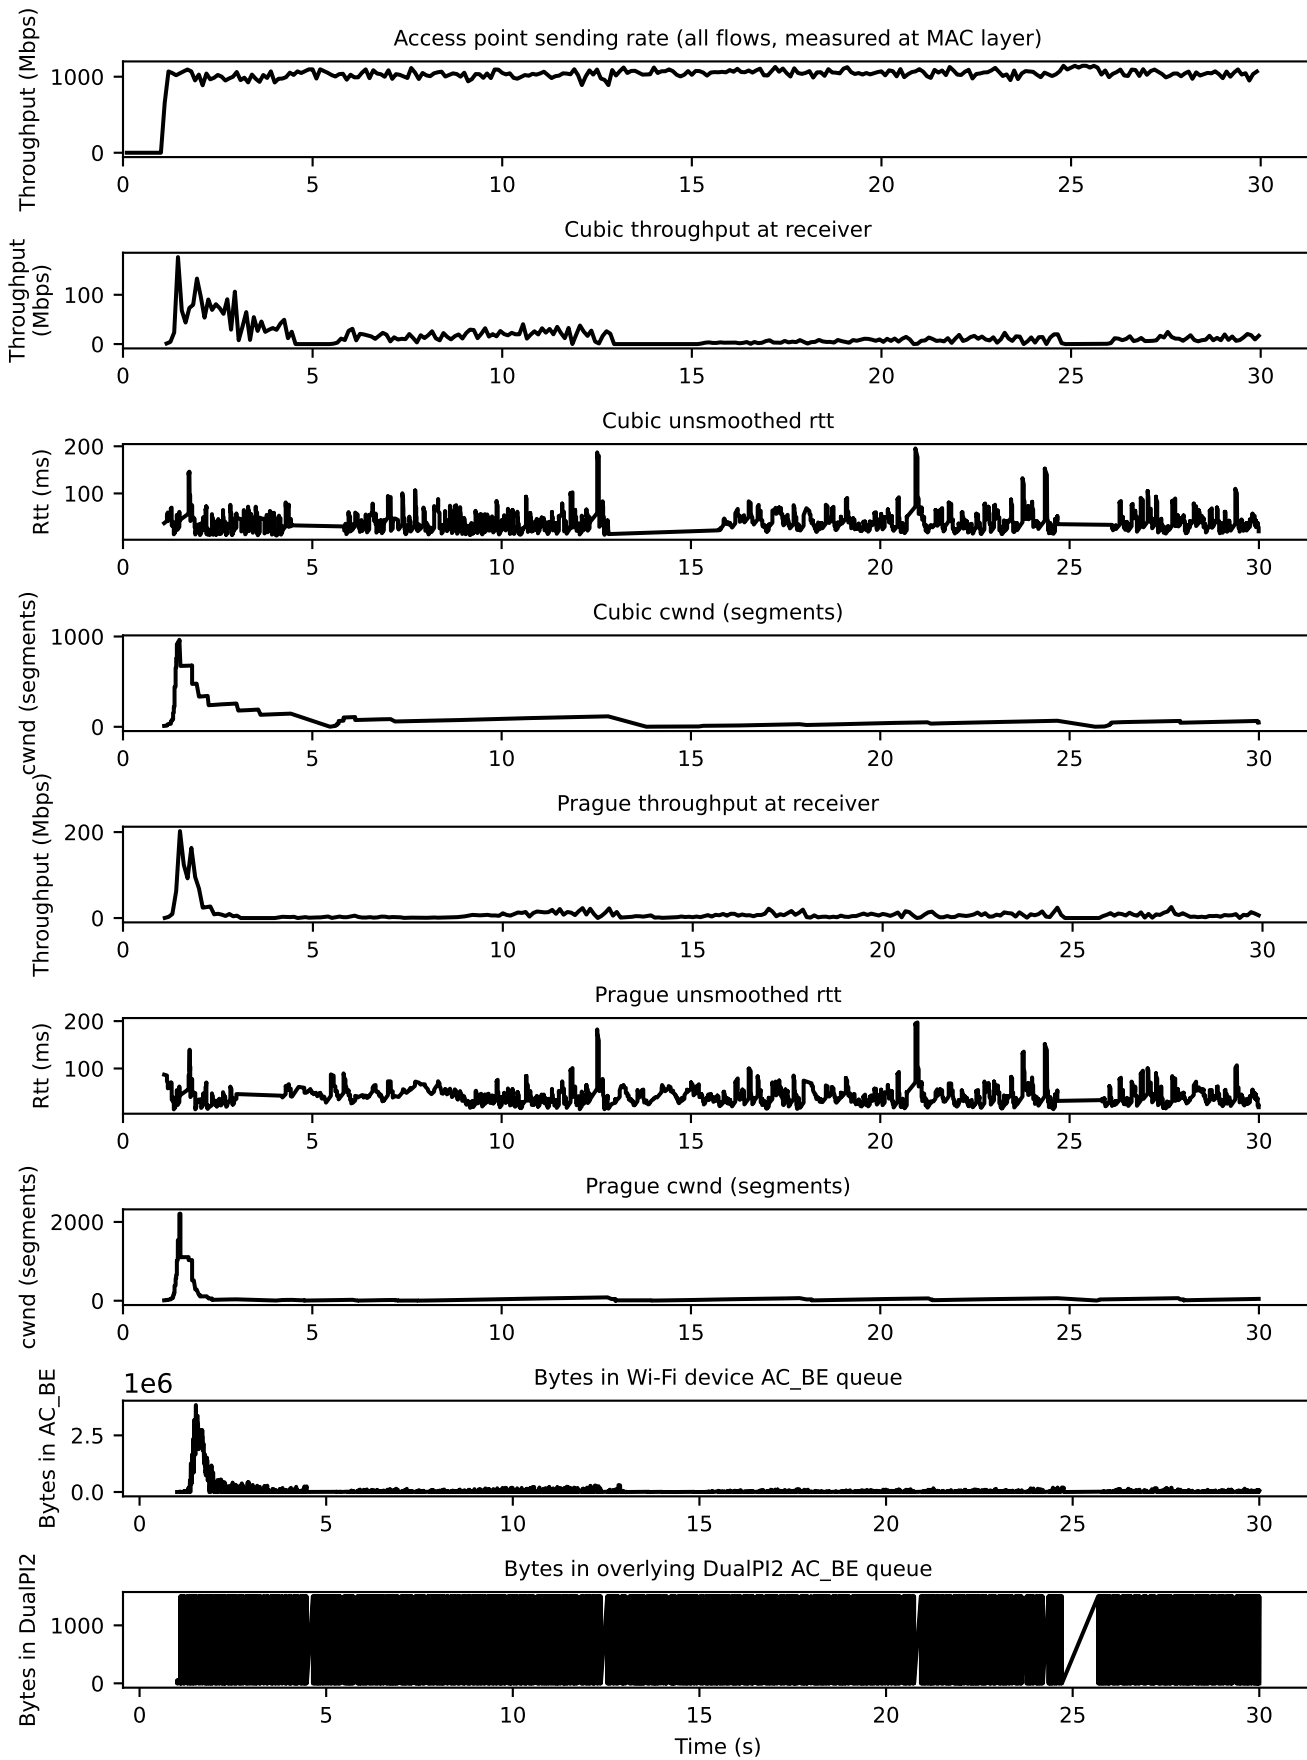 Access point sending rate (all flows, measured at MAC layer)
Throughput (Mbps)
1000
0
0 5 10 15 20 25 30
Cubic throughput at receiver
Throughput
(Mbps)
100
0
0 5 10 15 20 25 30
Cubic unsmoothed rtt
Rtt (ms)
200
100
0 5 10 15 20 25 30
Cubic cwnd (segments)
cwnd (segments)
1000
0
0 5 10 15 20 25 30
Prague throughput at receiver
Throughput (Mbps)
200
0
0 5 10 15 20 25 30
Prague unsmoothed rtt
Rtt (ms)
200
100
0 5 10 15 20 25 30
Prague cwnd (segments)
cwnd (segments)
2000
0
0 5 10 15 20 25 30
Bytes in Wi-Fi device AC_BE queue
1e6
Bytes in AC_BE
2.5
0.0
0 5 10 15 20 25 30
Bytes in overlying DualPI2 AC_BE queue
Bytes in DualPI2
1000
0
0 5 10 15 20 25 30
Time (s)